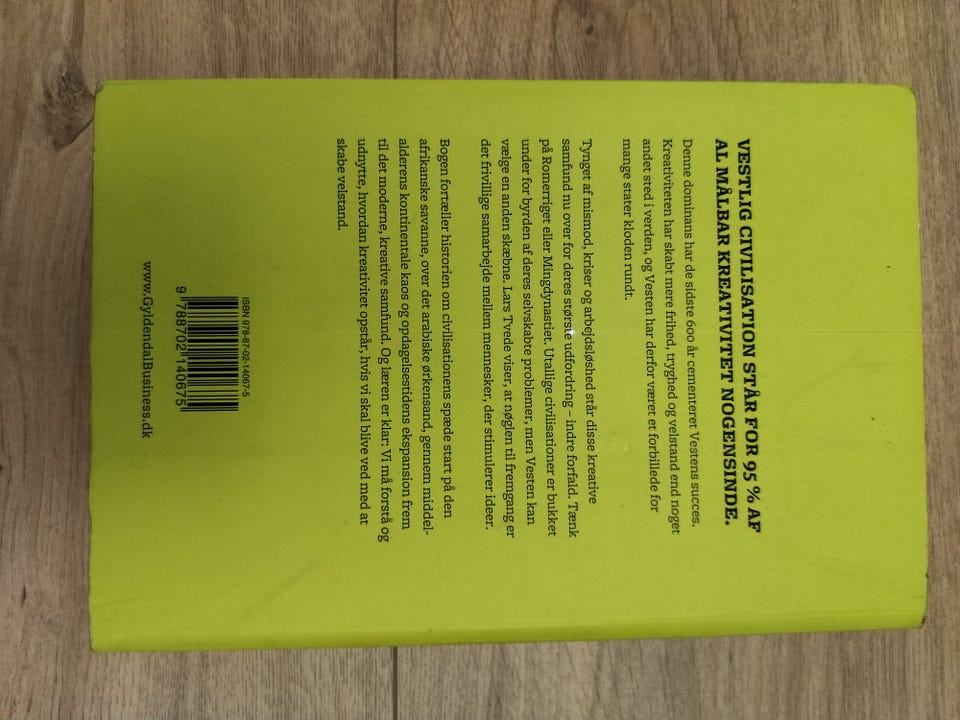 VESTLIG CIVILISATION STÅR FOR 95 % AF
AL MÅLBAR KREATIVITET NOGENSINDE.
Denne dominans har de sidste 600 år cementeret Vestens succes.
Kreativiteten har skabt mere frihed, tryghed og velstand end noget
andet sted i verden, og Vesten har derfor været et forbillede for
mange stater kloden rundt.
Tynget af mismod, kriser og arbejdsløshed står disse kreative
samfund nu over for deres største udfordring – indre forfald. Tænk
på Romerriget eller Mingdynastiet. Utallige civilisationer er bukket
under for byrden af deres selvskabte problemer, men Vesten kan
vælge en anden skæbne. Lars Tvede viser, at nøglen til fremgang er
det frivillige samarbejde mellem mennesker, der stimulerer ideer.
Bogen fortæller historien om civilisationens spæde start på den
afrikanske savanne, over det arabiske ørkensand, gennem middel-
alderens kontinentale kaos og opdagelsestidens ekspansion frem
til det moderne, kreative samfund. Og læren er klar: Vi må forstå og
udnytte, hvordan kreativitet opstår, hvis vi skal blive ved med at
skabe velstand.
ISBN 978-87-02-14067-5
9 788702 140675
www.GyldendalBusiness.dk